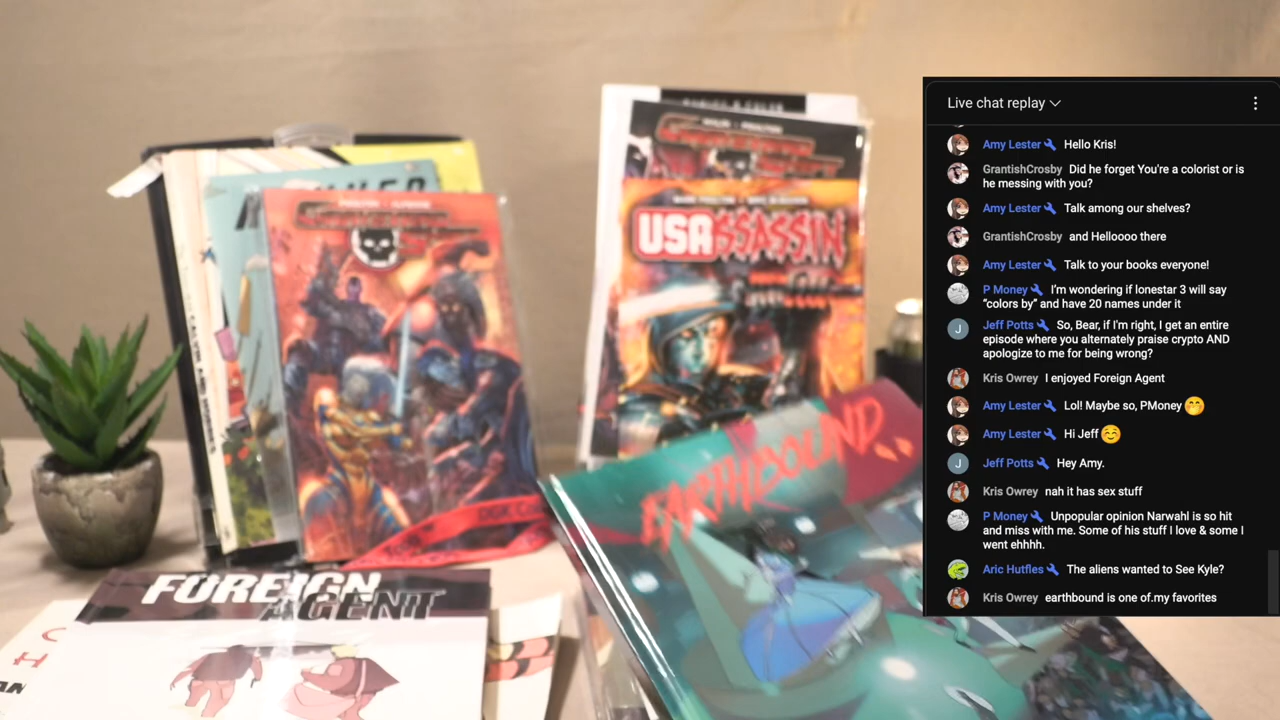 USASSASSIN
EARTHBOUND
FOREIGN
AGENT
Live chat replay
Amy Lester Hello Kris!
GrantishCrosby Did he forget You're a colorist or is
he messing with you?
Amy Lester Talk among our shelves?
GrantishCrosby and Helloooo there
Amy Lester Talk to your books everyone!
P Money I'm wondering if lonestar 3 will say
“colors by” and have 20 names under it
Jeff Potts So, Bear, if I'm right, I get an entire
episode where you alternately praise crypto AND
apologize to me for being wrong?
Kris Owrey I enjoyed Foreign Agent
Amy Lester Lol! Maybe so, PMoney 🤭
Amy Lester Hi Jeff ☺️
J
Jeff Potts Hey Amy.
Kris Owrey nah it has sex stuff
P Money Unpopular opinion Narwahl is so hit
and miss with me. Some of his stuff I love & some I
went ehhhh.
Aric Hutfles The aliens wanted to See Kyle?
Kris Owrey earthbound is one of.my favorites